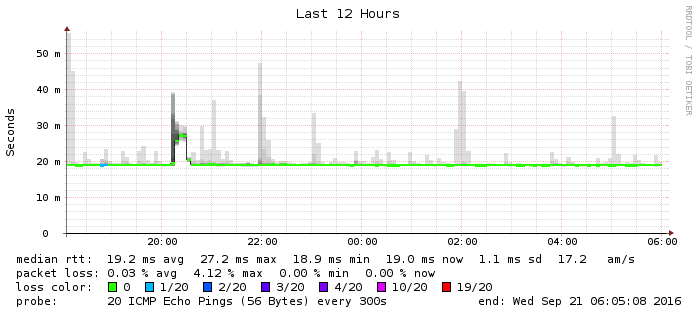 Last 12 Hours
RRDTOOL / TOBI OETIKER
Seconds
50 m
40 m
30 m
20 m
10 m
0
20:00 22:00 00:00 02:00 04:00 06:00
median rtt: 19.2 ms avg 27.2 ms max 18.9 ms min 19.0 ms now 1.1 ms sd 17.2 am/s
packet loss: 0.03 % avg 4.12 % max 0.00 % min 0.00 % now
loss color: 0 1/20 2/20 3/20 4/20 10/20 19/20
probe: 20 ICMP Echo Pings (56 Bytes) every 300s end: Wed Sep 21 06:05:08 2016